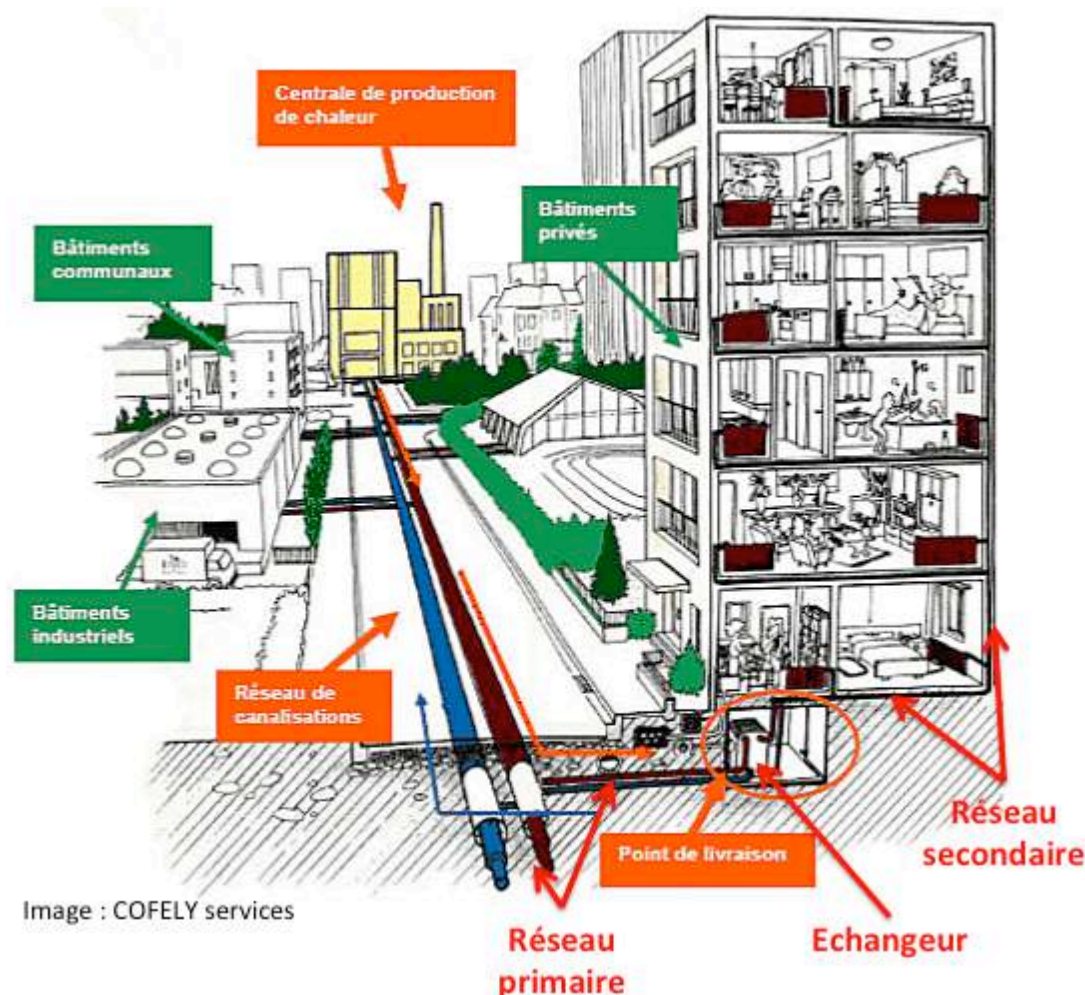 Centrale de production
de chaleur
Bâtiments
communaux
Bâtiments
privés
Bâtiments
industriels
Réseau de
canalisations
Point de livraison
Réseau
secondaire
Image : COFELY services
Réseau
primaire
Echangeur